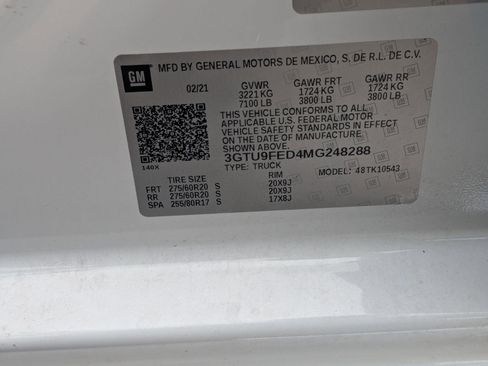 GM MFD BY GENERAL MOTORS DE MEXICO, S. DE R.L. DE C.V.
02/21 GVWR GAWR FRT GAWR RR
3221 KG 1724 KG 1724 KG
7100 LB 3800 LB 3800 LB
THIS VEHICLE CONFORMS TO ALL
APPLICABLE U.S. FEDERAL MOTOR
VEHICLE SAFETY STANDARDS IN EFFECT
ON THE DATE OF MANUFACTURE
SHOWN ABOVE.
3GTU9FED4MG248288
140X TYPE: TRUCK MODEL: 48TK10543
TIRE SIZE RIM
FRT 275/60R20 S 20X9J
RR 275/60R20 S 20X9J
SPA 255/80R17 S 17X8J